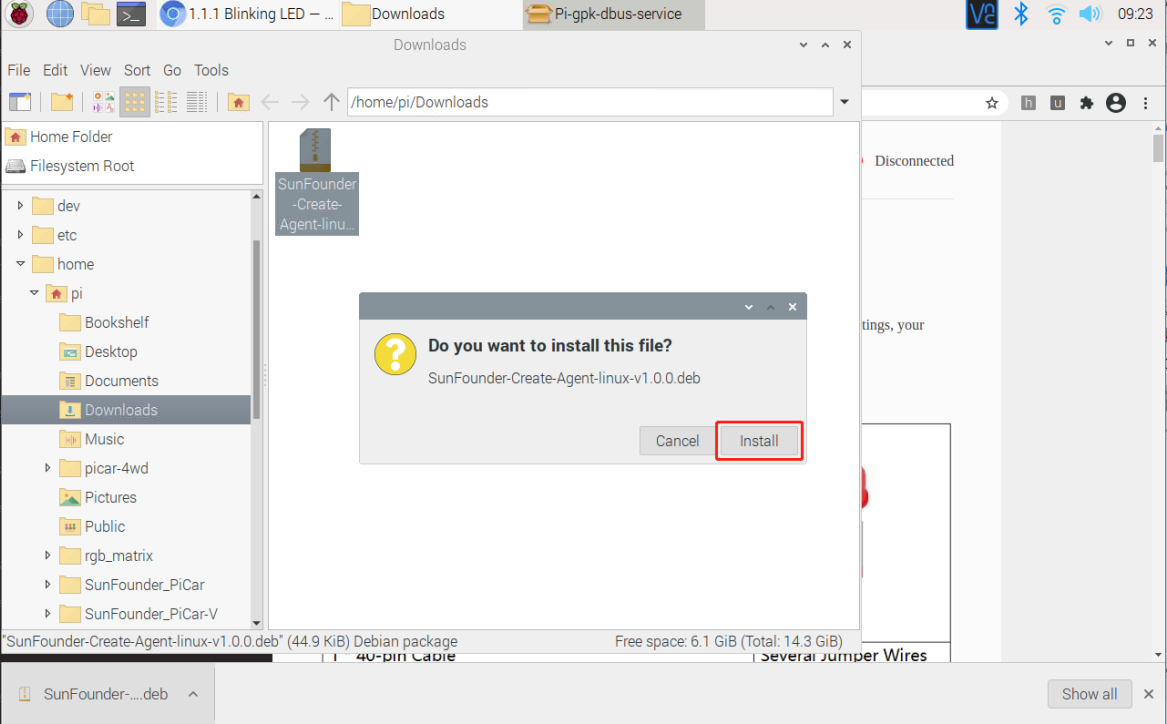 1.1.1 Blinking LED — ...
Downloads
Pi-gpk-dbus-service
09:23
Downloads
File Edit View Sort Go Tools
/home/pi/Downloads
h
u
Home Folder
Filesystem Root
dev
etc
home
pi
Bookshelf
Desktop
Documents
Downloads
Music
picar-4wd
Pictures
Public
rgb_matrix
SunFounder_PiCar
SunFounder_PiCar-V
SunFounder
-Create-
Agent-linu...
Disconnected
tings, your
Do you want to install this file?
SunFounder-Create-Agent-linux-v1.0.0.deb
Cancel
Install
"SunFounder-Create-Agent-linux-v1.0.0.deb" (44.9 KiB) Debian package
Free space: 6.1 GiB (Total: 14.3 GiB)
40-pin Cable
Several Jumper Wires
SunFounder-....deb
Show all